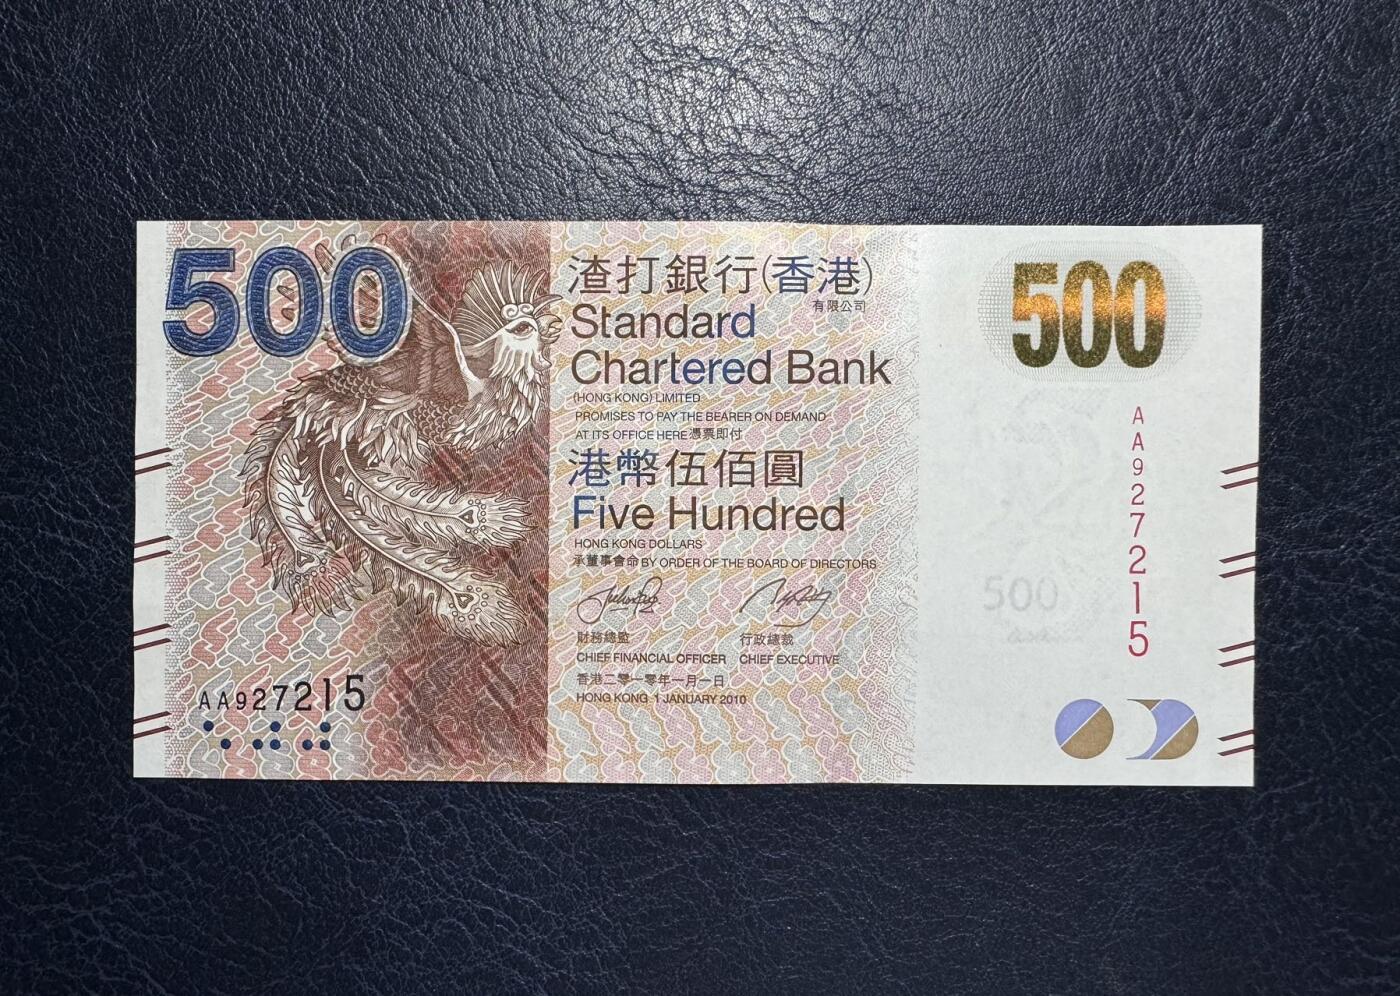 500
渣打銀行(香港)
有限公司
Standard
Chartered Bank
(HONG KONG) LIMITED
PROMISES TO PAY THE BEARER ON DEMAND
AT ITS OFFICE HERE 憑票即付
港幣伍佰圓
Five Hundred
HONG KONG DOLLARS
承董事會命 BY ORDER OF THE BOARD OF DIRECTORS
財務總監 行政總裁
CHIEF FINANCIAL OFFICER CHIEF EXECUTIVE
香港二零一零年一月一日
HONG KONG 1 JANUARY 2010
AA927215
500
AA927215
500